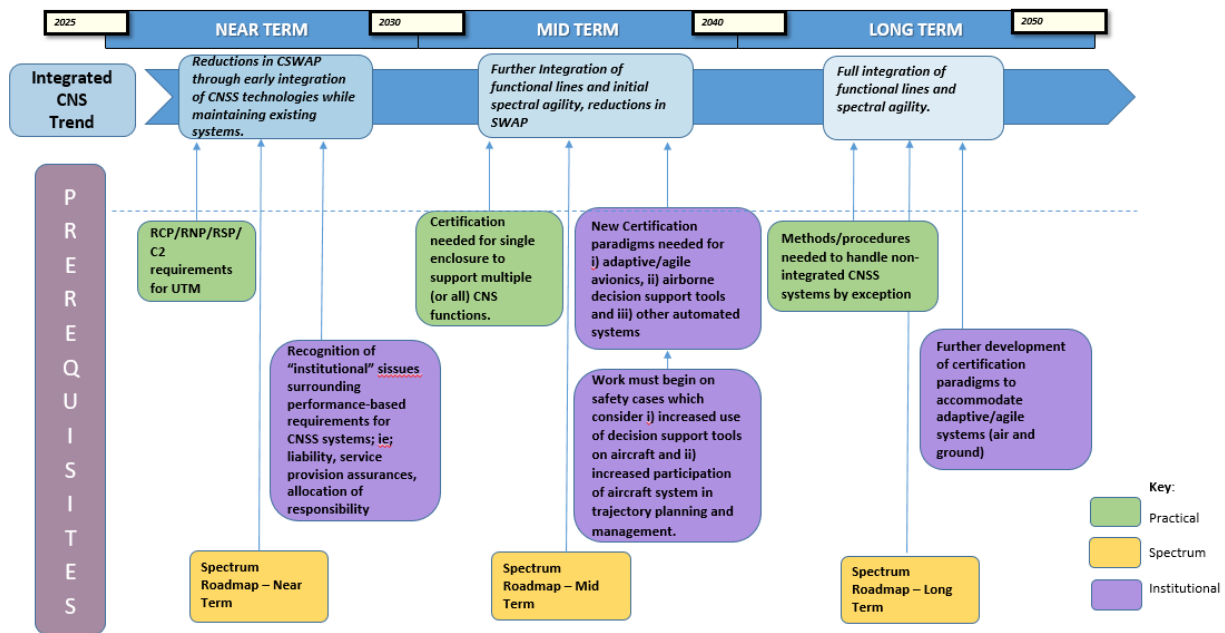 2025
NEAR TERM
2030
MID TERM
2040
LONG TERM
2050
Integrated
CNS
Trend
Reductions in CSWAP
through early integration
of CNSS technologies while
maintaining existing
systems.
Further Integration of
functional lines and initial
spectral agility, reductions in
SWAP
Full integration of
functional lines and
spectral agility.
P
R
E
R
E
Q
U
I
S
I
T
E
S
RCP/RNP/RSP/
C2
requirements
for UTM
Recognition of
“institutional” sissues
surrounding
performance-based
requirements for
CNSS systems; ie;
liability, service
provision assurances,
allocation of
responsibility
Spectrum
Roadmap – Near
Term
Certification
needed for single
enclosure to
support multiple
(or all) CNS
functions.
New Certification
paradigms needed for
i) adaptive/agile
avionics, ii) airborne
decision support tools
and iii) other automated
systems
Work must begin on
safety cases which
consider i) increased use
of decision support tools
on aircraft and ii)
increased participation
of aircraft system in
trajectory planning and
management.
Spectrum
Roadmap – Mid
Term
Methods/procedures
needed to handle non-
integrated CNSS
systems by exception
Further development
of certification
paradigms to
accommodate
adaptive/agile
systems (air and
ground)
Spectrum
Roadmap – Long
Term
Key:
Practical
Spectrum
Institutional